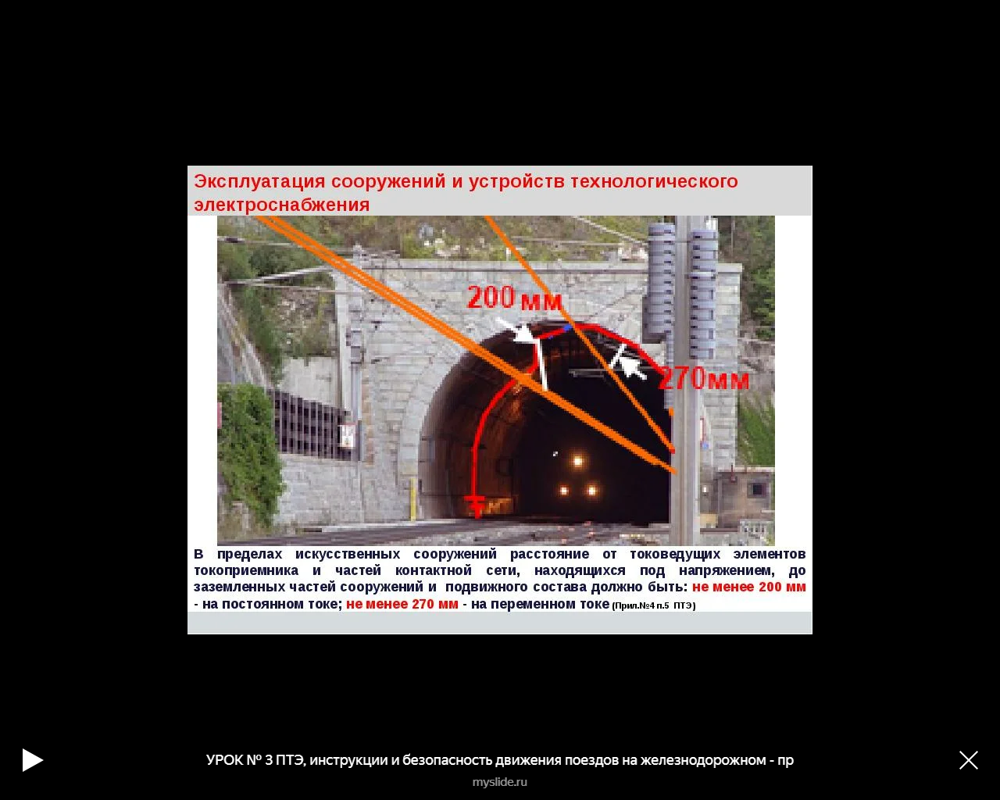 Эксплуатация сооружений и устройств технологического
электроснабжения
200 мм
270мм
В пределах искусственных сооружений расстояние от токоведущих элементов
токоприемника и частей контактной сети, находящихся под напряжением, до
заземленных частей сооружений и подвижного состава должно быть: не менее 200 мм
- на постоянном токе; не менее 270 мм - на переменном токе (Прил.№4 п.5 ПТЭ)
УРОК № 3 ПТЭ, инструкции и безопасность движения поездов на железнодорожном - пр
myslide.ru